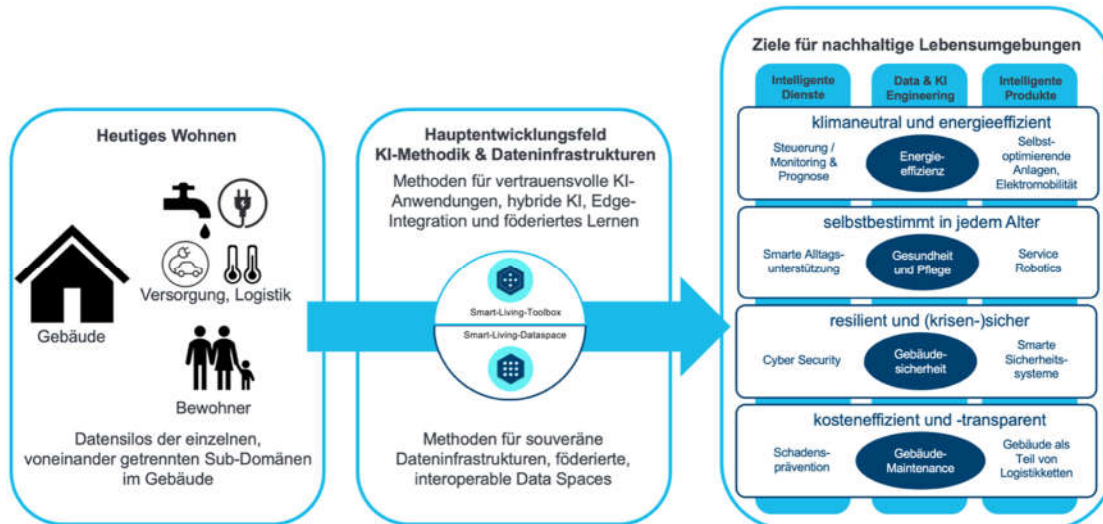 Heutiges Wohnen
Versorgung, Logistik
Gebäude
Bewohner
Datensilos der einzelnen,
voneinander getrennten Sub-Domänen
im Gebäude
Hauptentwicklungsfeld
KI-Methodik & Dateninfrastrukturen
Methoden für vertrauensvolle KI-
Anwendungen, hybride KI, Edge-
Integration und föderiertes Lernen
Smart-Living-Toolbox
Smart-Living-Dataspace
Methoden für souveräne
Dateninfrastrukturen, föderierte,
interoperable Data Spaces
Ziele für nachhaltige Lebensumgebungen
Intelligente
Dienste
Data & KI
Engineering
Intelligente
Produkte
klimaneutral und energieeffizient
Steuerung /
Monitoring &
Prognose
Energie-
effizienz
Selbst-
optimierende
Anlagen,
Elektromobilität
selbstbestimmt in jedem Alter
Smarte Alltags-
unterstützung
Gesundheit
und Pflege
Service
Robotics
resilient und (krisen-)sicher
Cyber Security
Gebäude-
sicherheit
Smarte
Sicherheits-
systeme
kosteneffizient und -transparent
Schadens-
prävention
Gebäude-
Maintenance
Gebäude als
Teil von
Logistikketten